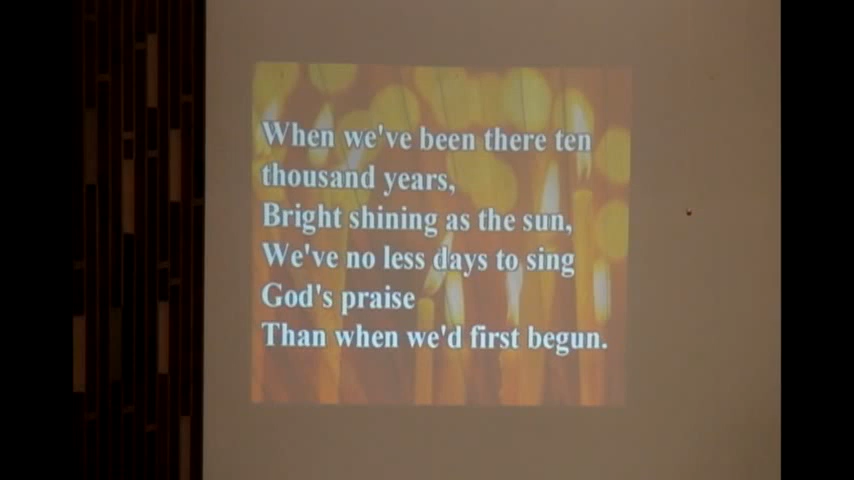 When we've been there ten
thousand years,
Bright shining as the sun,
We've no less days to sing
God's praise
Than when we'd first begun.